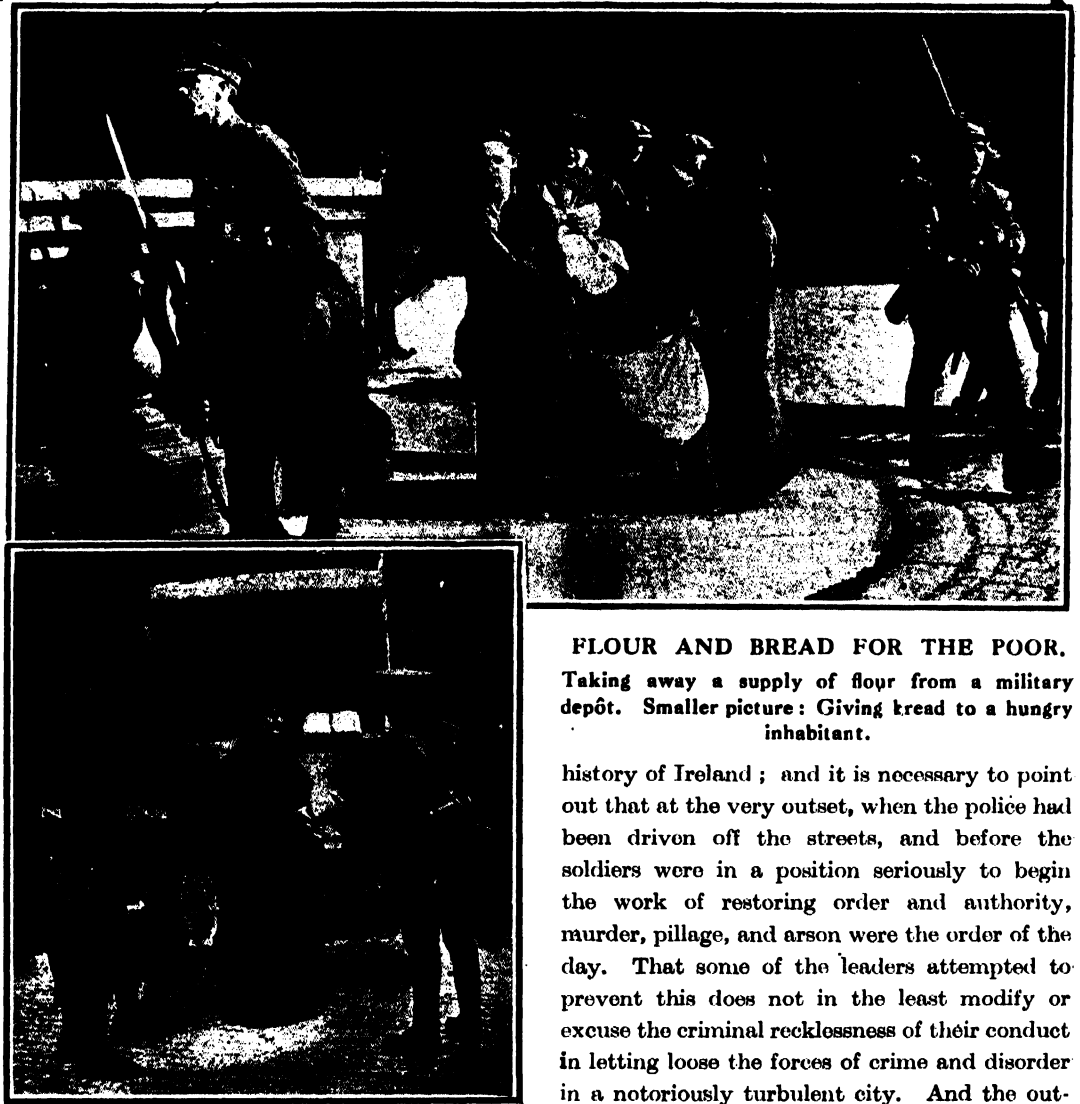 FLOUR AND BREAD FOR THE POOR.
Taking away a supply of flour from a military
depôt. Smaller picture : Giving bread to a hungry
inhabitant.
history of Ireland ; and it is necessary to point
out that at the very outset, when the police had
been driven off the streets, and before the
soldiers were in a position seriously to begin
the work of restoring order and authority,
murder, pillage, and arson were the order of the
day. That some of the leaders attempted to
prevent this does not in the least modify or
excuse the criminal recklessness of their conduct
in letting loose the forces of crime and disorder
in a notoriously turbulent city. And the out-